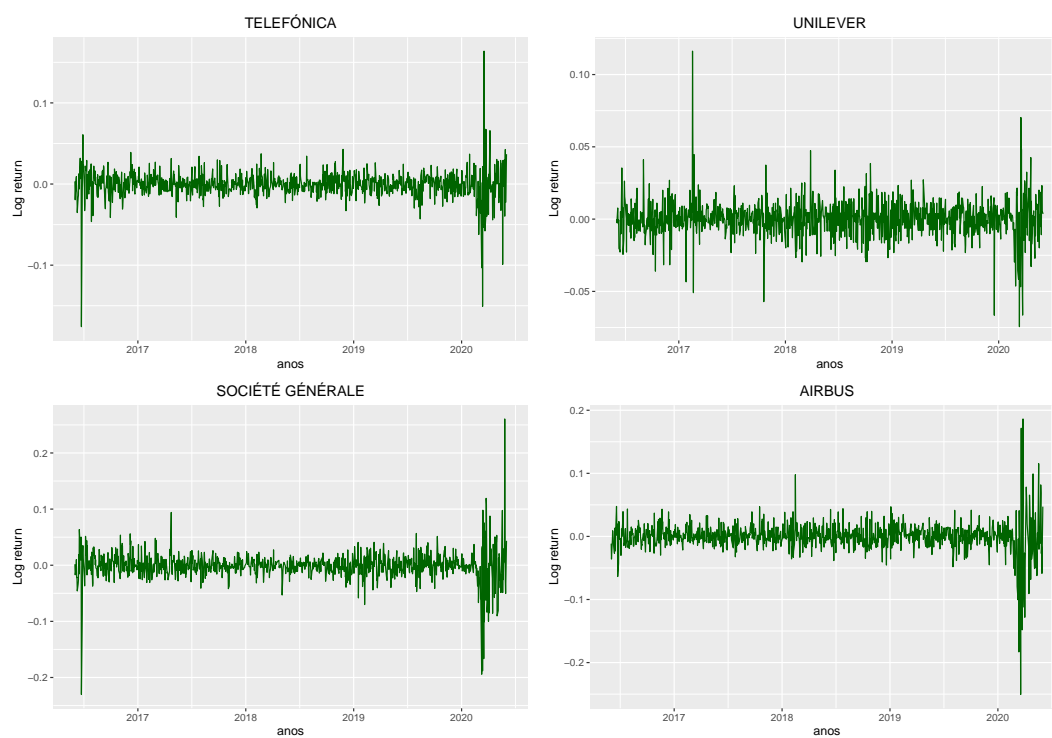 TELEFÓNICA
0.1
0.0
−0.1
Log return
2017 2018 2019 2020
anos
UNILEVER
0.10
0.05
0.00
−0.05
Log return
2017 2018 2019 2020
anos
SOCIÉTÉ GÉNÉRALE
0.2
0.1
0.0
−0.1
−0.2
Log return
2017 2018 2019 2020
anos
AIRBUS
0.2
0.1
0.0
−0.1
−0.2
Log return
2017 2018 2019 2020
anos